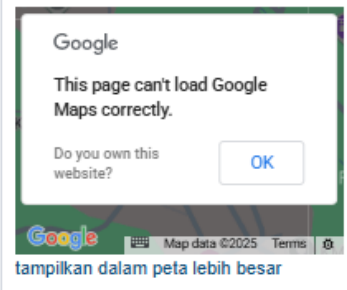 Google
This page can't load Google
Maps correctly.
Do you own this
website?
OK
Google
Map data ©2025
Terms
tampilkan dalam peta lebih besar